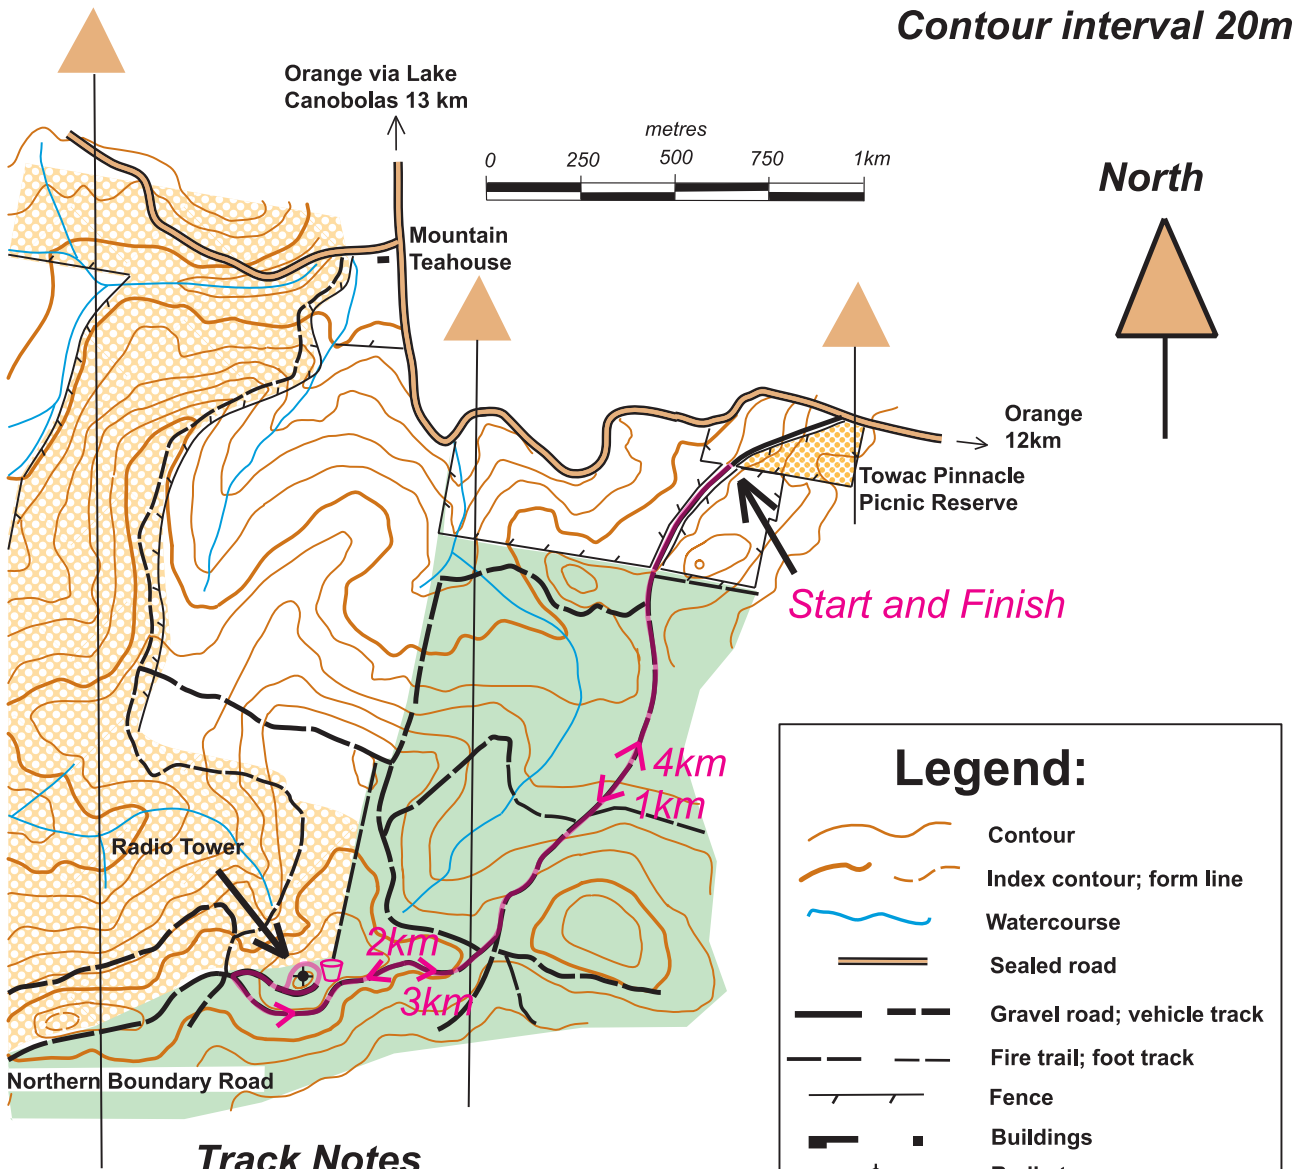 Contour interval 20m
Orange via Lake
Canobolas 13 km
metres
0 250 500 750 1km
North
Mountain
Teahouse
Orange
12km
Towac Pinnacle
Picnic Reserve
Start and Finish
4km
1km
Radio Tower
2km
3km
Northern Boundary Road
Track Notes
Legend:
Contour
Index contour; form line
Watercourse
Sealed road
Gravel road; vehicle track
Fire trail; foot track
Fence
Buildings